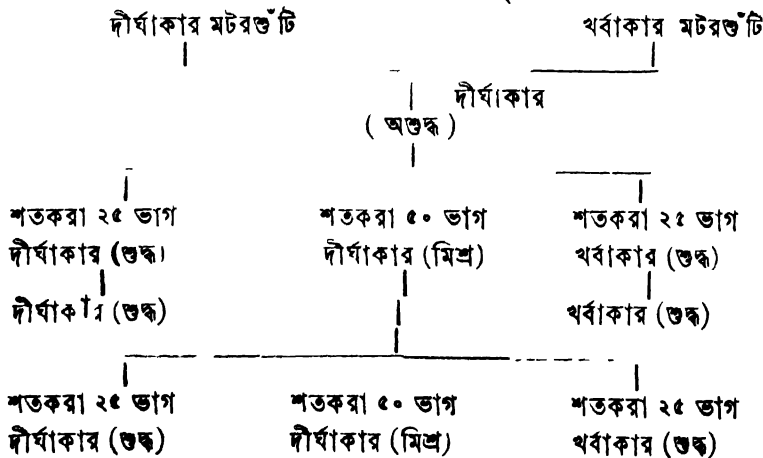 দীর্ঘাকার মটরশুঁটি খর্বাকার মটরশুঁটি
দীর্ঘাকার
( অশুদ্ধ )
শতকরা ২৫ ভাগ শতকরা ৫০ ভাগ শতকরা ২৫ ভাগ
দীর্ঘাকার (শুদ্ধ) দীর্ঘাকার (মিশ্র) খর্বাকার (শুদ্ধ)
দীর্ঘাকার (শুদ্ধ) খর্বাকার (শুদ্ধ)
শতকরা ২৫ ভাগ শতকরা ৫০ ভাগ শতকরা ২৫ ভাগ
দীর্ঘাকার (শুদ্ধ) দীর্ঘাকার (মিশ্র) খর্বাকার (শুদ্ধ)